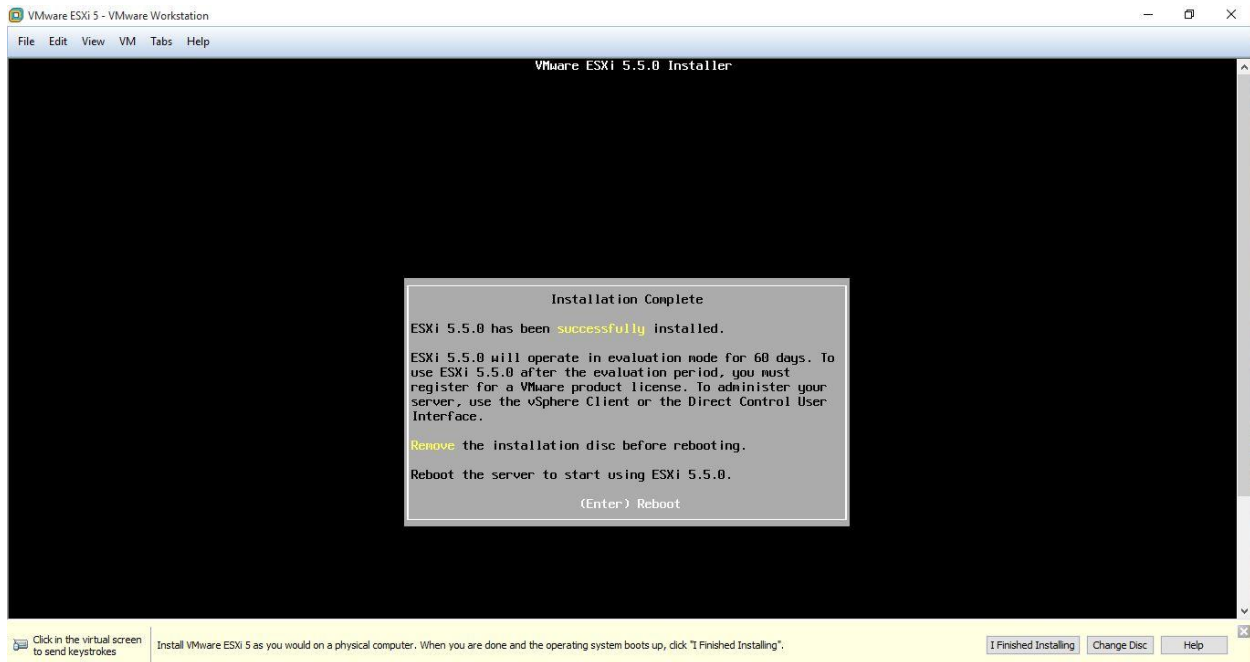 VMware ESXi 5 - VMware Workstation
File Edit View VM Tabs Help
VMware ESXi 5.5.0 Installer
Installation Complete
ESXi 5.5.0 has been successfully installed.
ESXi 5.5.0 will operate in evaluation mode for 60 days. To
use ESXi 5.5.0 after the evaluation period, you must
register for a VMware product license. To administer your
server, use the vSphere Client or the Direct Control User
Interface.
Remove the installation disc before rebooting.
Reboot the server to start using ESXi 5.5.0.
(Enter) Reboot
Click in the virtual screen
to send keystrokes
Install VMware ESXi 5 as you would on a physical computer. When you are done and the operating system boots up, click "I Finished Installing".
I Finished Installing Change Disc Help